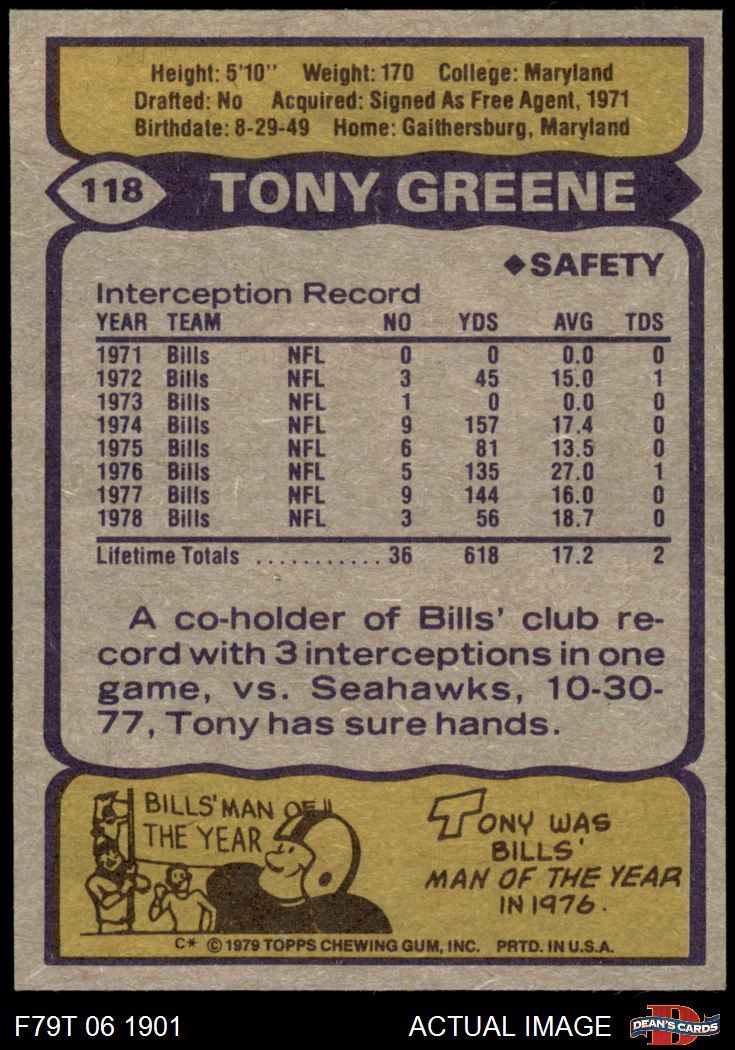 Height: 5'10" Weight: 170 College: Maryland
Drafted: No Acquired: Signed As Free Agent, 1971
Birthdate: 8-29-49 Home: Gaithersburg, Maryland
118 TONY GREENE
◆SAFETY
Interception Record
YEAR TEAM NO YDS AVG TDS
1971 Bills NFL 0 0 0.0 0
1972 Bills NFL 3 45 15.0 1
1973 Bills NFL 1 0 0.0 0
1974 Bills NFL 9 157 17.4 0
1975 Bills NFL 6 81 13.5 0
1976 Bills NFL 5 135 27.0 1
1977 Bills NFL 9 144 16.0 0
1978 Bills NFL 3 56 18.7 0
Lifetime Totals ........... 36 618 17.2 2
A co-holder of Bills' club re-
cord with 3 interceptions in one
game, vs. Seahawks, 10-30-
77, Tony has sure hands.
BILLS' MAN OF
THE YEAR
TONY WAS
BILLS'
MAN OF THE YEAR
IN 1976.
C* © 1979 TOPPS CHEWING GUM, INC. PRTD. IN U.S.A.
F79T 06 1901 ACTUAL IMAGE DEAN'S CARDS